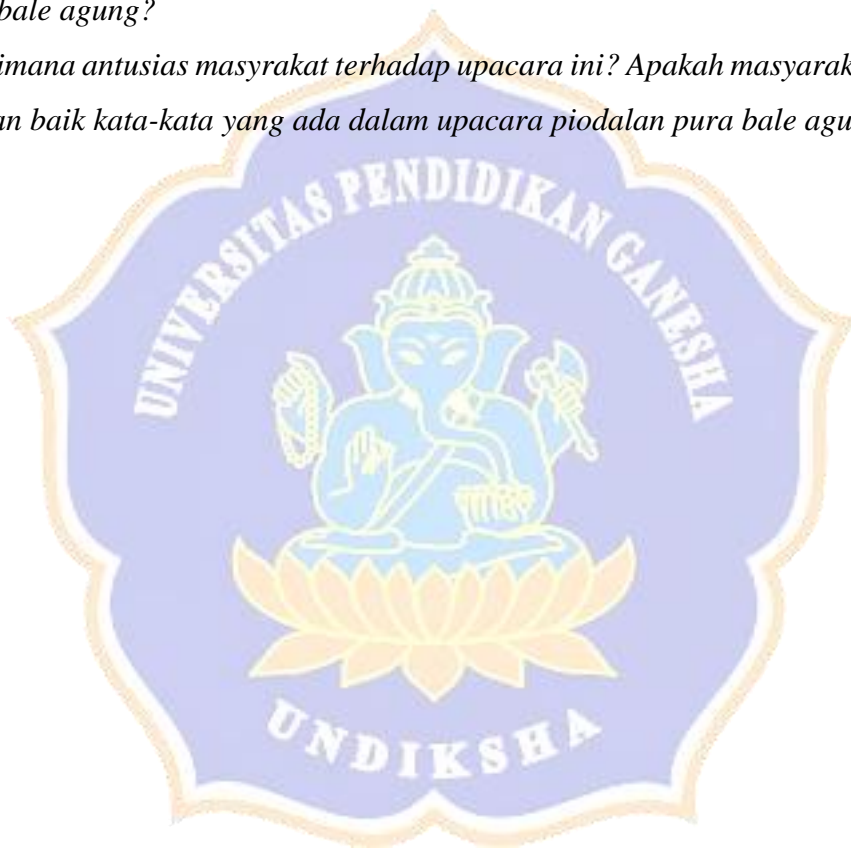 bale agung?
imana antusias masyrakat terhadap upacara ini? Apakah masyarak
an baik kata-kata yang ada dalam upacara piodalan pura bale agu
UNIVERSITAS PENDIDIKAN GANESHA
UNDIKSHA